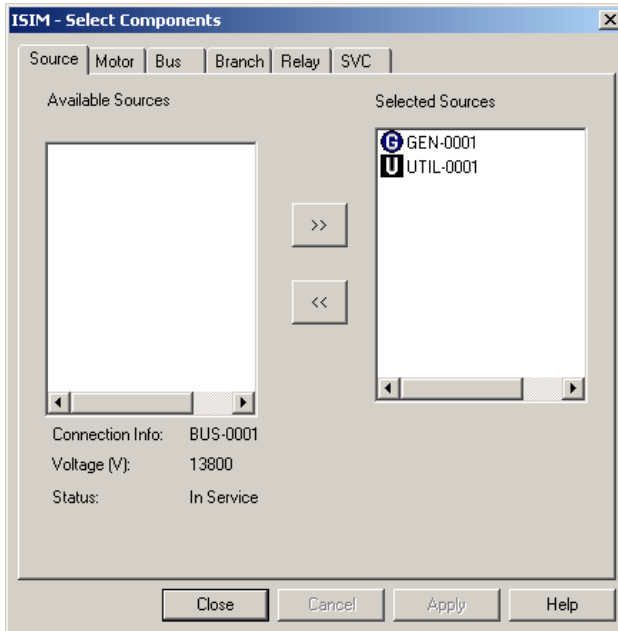 ISIM - Select Components
Source Motor Bus Branch Relay SVC
Available Sources
Selected Sources
G GEN-0001
U UTIL-0001
>>
<<
Connection Info: BUS-0001
Voltage (V): 13800
Status: In Service
Close Cancel Apply Help